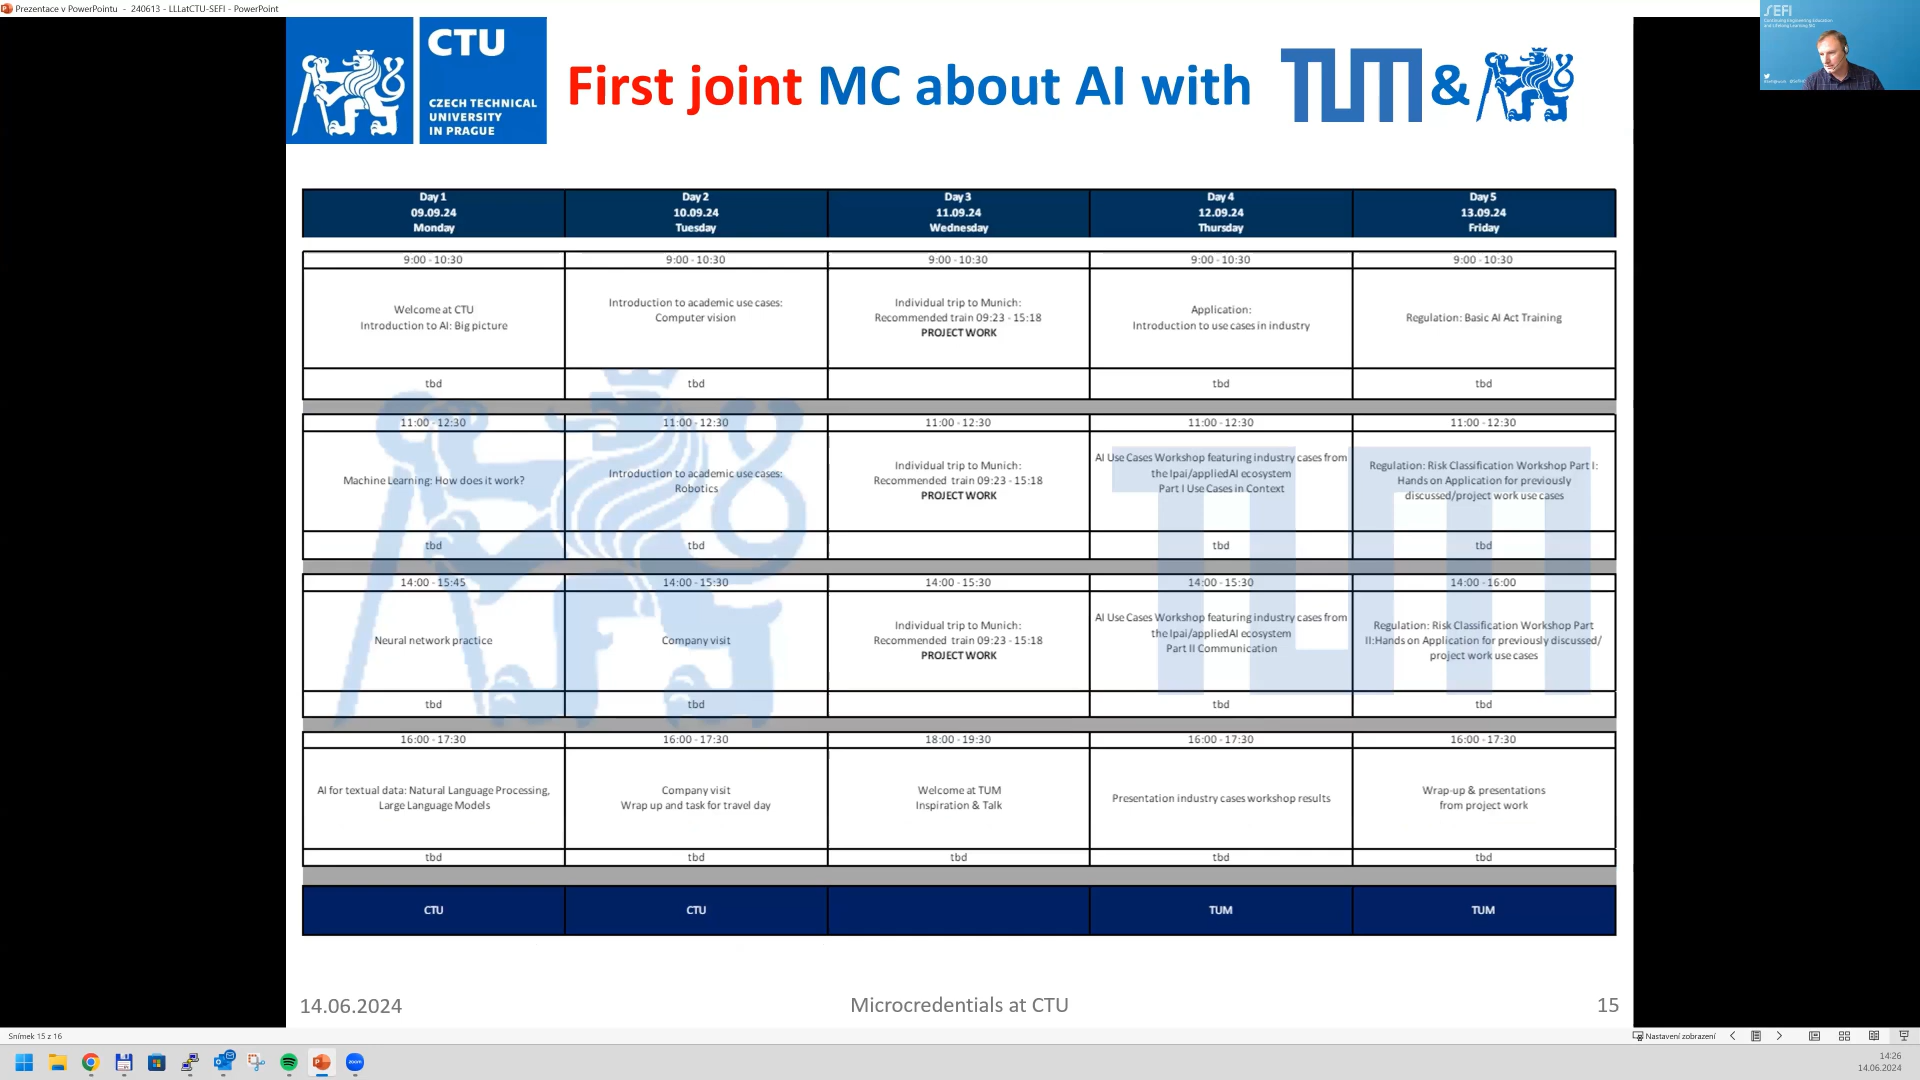 Prezentace v PowerPointu - 240613 - LLLatCTU-SEFI - PowerPoint
SEFI
CTU
CZECH TECHNICAL
UNIVERSITY
IN PRAGUE
First joint MC about AI with TUM &
Day 1
09.09.24
Monday
Day 2
10.09.24
Tuesday
Day 3
11.09.24
Wednesday
Day 4
12.09.24
Thursday
Day 5
13.09.24
Friday
9:00 - 10:30
9:00 - 10:30
9:00 - 10:30
9:00 - 10:30
9:00 - 10:30
Welcome at CTU
Introduction to AI: Big picture
Introduction to academic use cases:
Computer vision
Individual trip to Munich:
Recommended train 09:23 - 15:18
PROJECT WORK
Application:
Introduction to use cases in industry
Regulation: Basic AI Act Training
tbd
tbd
tbd
tbd
11:00 - 12:30
11:00 - 12:30
11:00 - 12:30
11:00 - 12:30
11:00 - 12:30
Machine Learning: How does it work?
Introduction to academic use cases:
Robotics
Individual trip to Munich:
Recommended train 09:23 - 15:18
PROJECT WORK
AI Use Cases Workshop featuring industry cases from
the Ipai/appliedAI ecosystem
Part I Use Cases in Context
Regulation: Risk Classification Workshop Part I:
Hands on Application for previously
discussed/project work use cases
tbd
tbd
tbd
tbd
14:00 - 15:45
14:00 - 15:30
14:00 - 15:30
14:00 - 15:30
14:00 - 16:00
Neural network practice
Company visit
Individual trip to Munich:
Recommended train 09:23 - 15:18
PROJECT WORK
AI Use Cases Workshop featuring industry cases from
the Ipai/appliedAI ecosystem
Part II Communication
Regulation: Risk Classification Workshop Part
II:Hands on Application for previously discussed/
project work use cases
tbd
tbd
tbd
tbd
16:00 - 17:30
16:00 - 17:30
18:00 - 19:30
16:00 - 17:30
16:00 - 17:30
AI for textual data: Natural Language Processing,
Large Language Models
Company visit
Wrap up and task for travel day
Welcome at TUM
Inspiration & Talk
Presentation industry cases workshop results
Wrap-up & presentations
from project work
tbd
tbd
tbd
tbd
tbd
CTU
CTU
TUM
TUM
14.06.2024
Microcredentials at CTU
15
Snímek 15 z 16
Nastavení zobrazení
zoom
14:26
14.06.2024